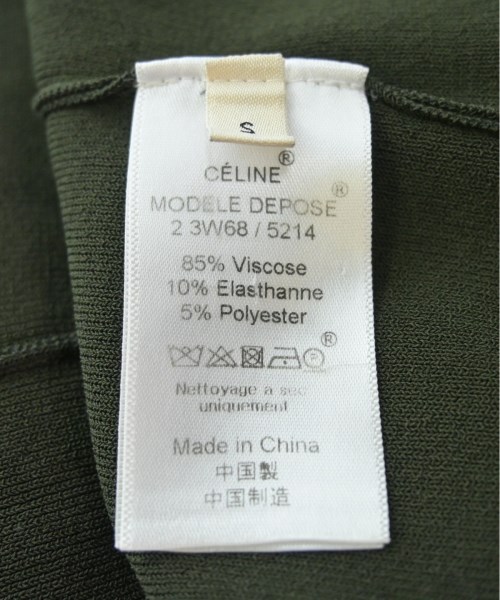 S
CÉLINE®
MODELE DEPOSE®
2 3W68 / 5214
85% Viscose
10% Elasthanne
5% Polyester
P ®
Nettoyage a sec
uniquement
Made in China
中国製
中国制造